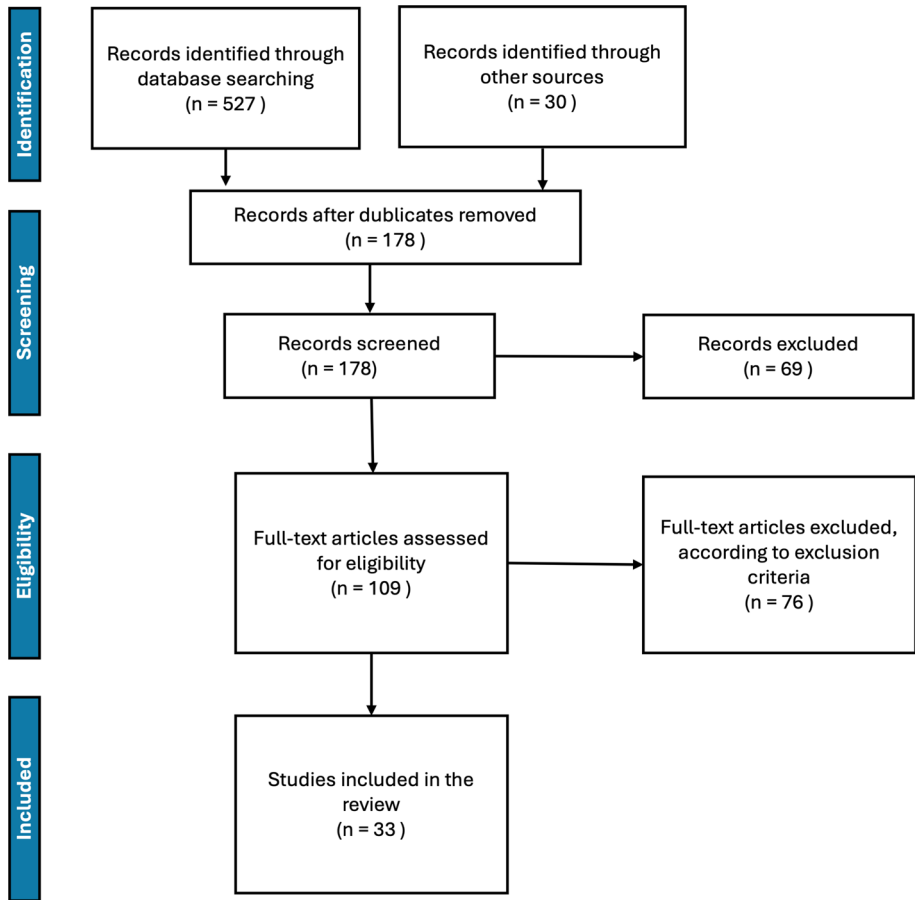 Identification
Records identified through
database searching
(n = 527 )
Records identified through
other sources
(n = 30 )
Screening
Records after dublicates removed
(n = 178 )
Records screened
(n = 178)
Records excluded
(n = 69 )
Eligibility
Full-text articles assessed
for eligibility
(n = 109 )
Full-text articles excluded,
according to exclusion
criteria
(n = 76 )
Included
Studies included in the
review
(n = 33 )